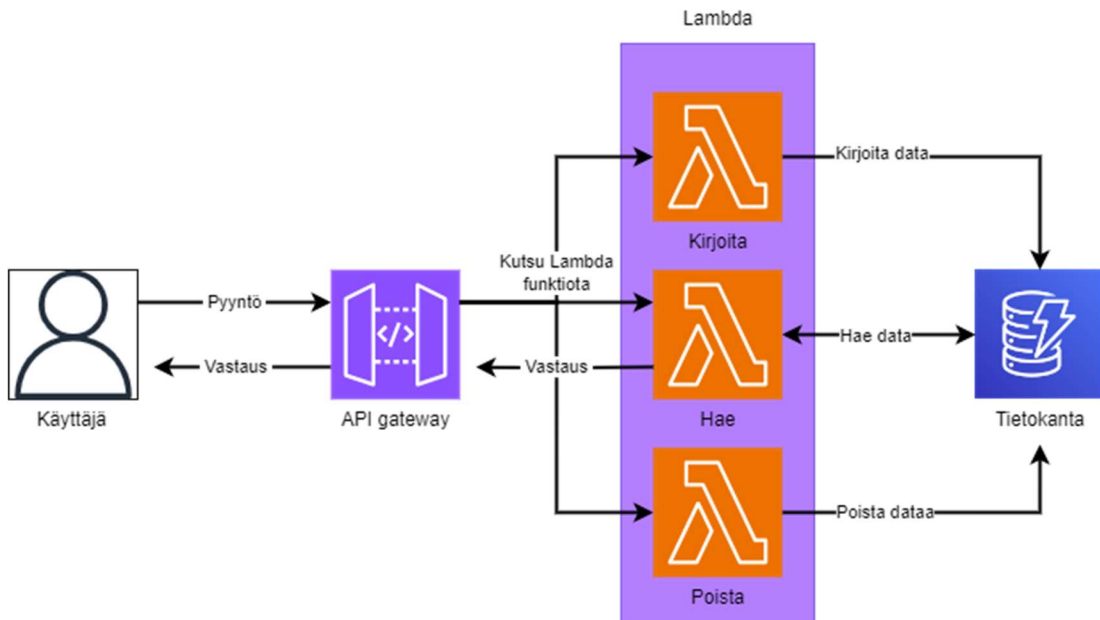 Lambda
Kirjoita data
Kirjoita
Kutsu Lambda
funktiota
Pyyntö
</>
Hae data
Vastaus
Vastaus
Käyttäjä
API gateway
Hae
Tietokanta
Poista dataa
Poista